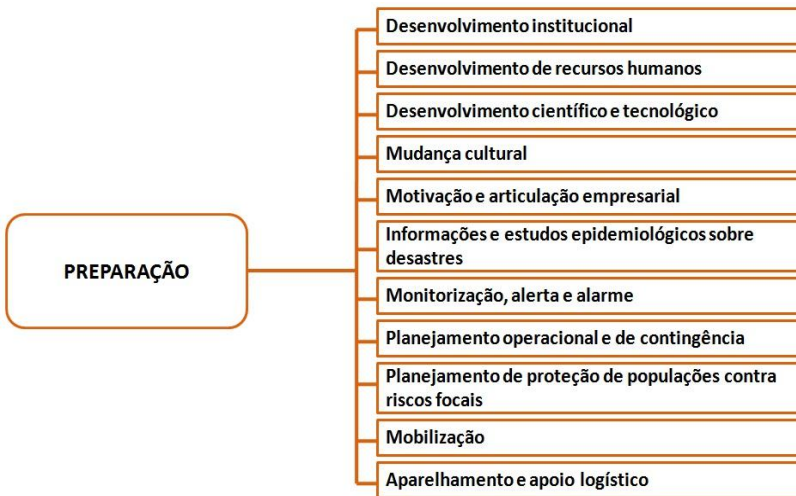 PREPARAÇÃO
Desenvolvimento institucional
Desenvolvimento de recursos humanos
Desenvolvimento científico e tecnológico
Mudança cultural
Motivação e articulação empresarial
Informações e estudos epidemiológicos sobre
desastres
Monitorização, alerta e alarme
Planejamento operacional e de contingência
Planejamento de proteção de populações contra
riscos focais
Mobilização
Aparelhamento e apoio logístico